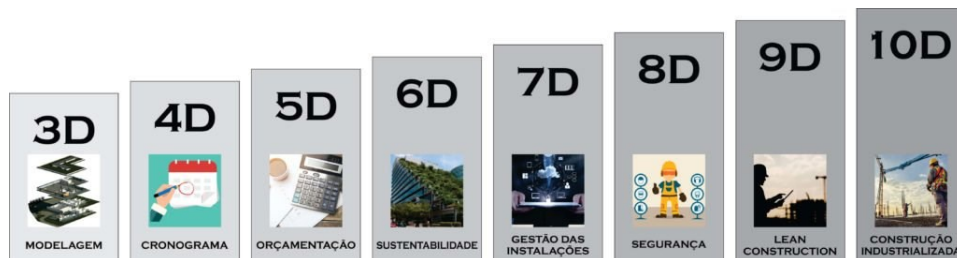 3D
MODELAGEM
4D
CRONOGRAMA
5D
ORÇAMENTAÇÃO
6D
SUSTENTABILIDADE
7D
GESTÃO DAS
INSTALAÇÕES
8D
SEGURANÇA
9D
LEAN
CONSTRUCTION
10D
CONSTRUÇÃO
INDUSTRIALIZADA